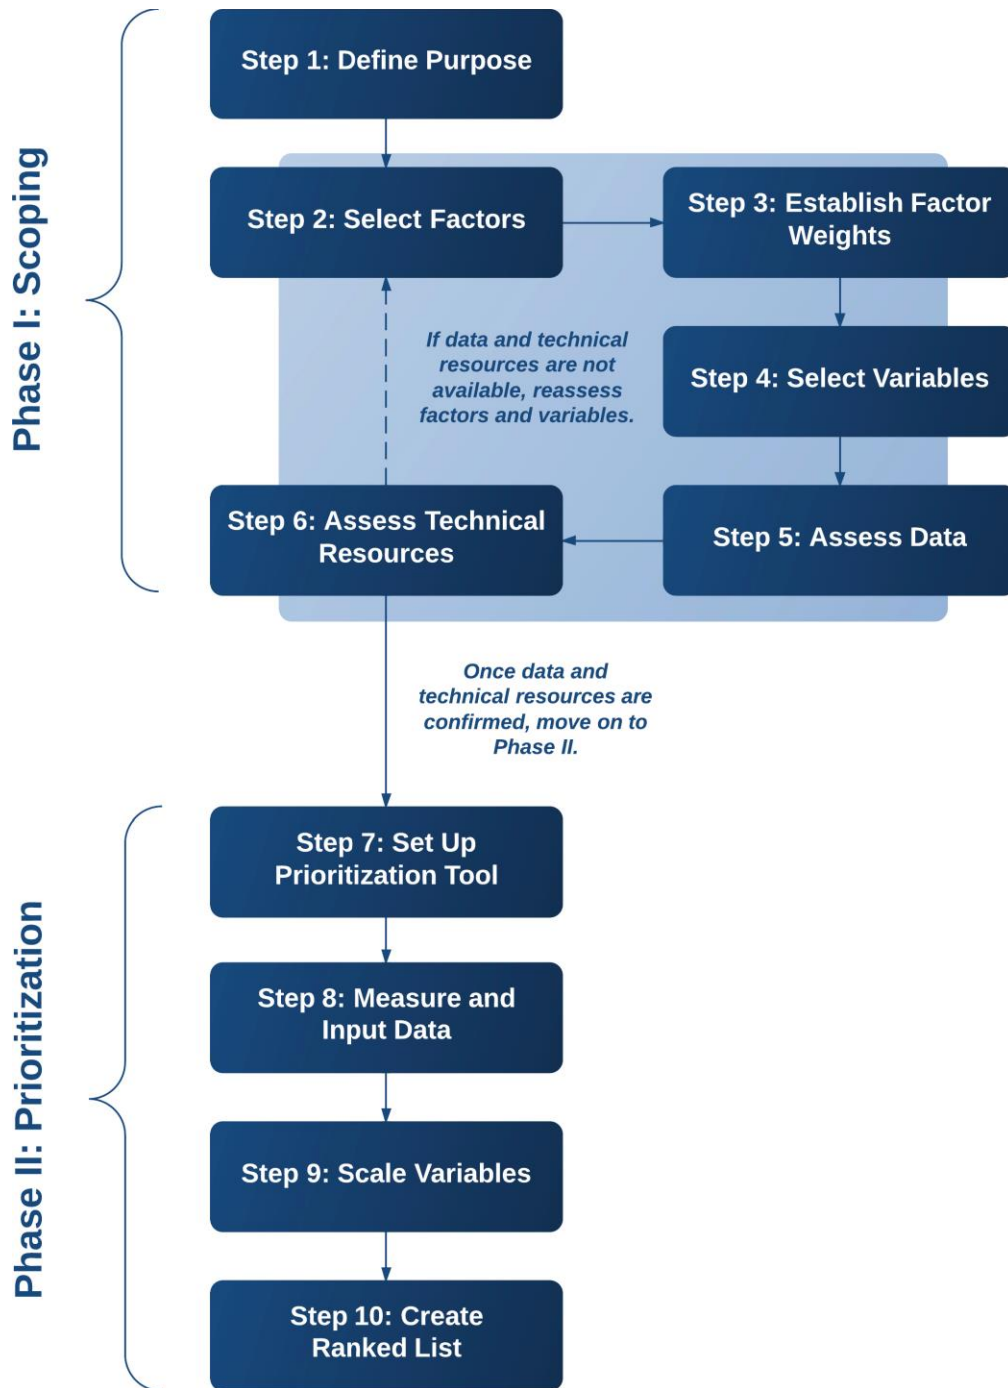 Phase I: Scoping
Step 1: Define Purpose
Step 2: Select Factors
Step 3: Establish Factor
Weights
If data and technical
resources are not
available, reassess
factors and variables.
Step 4: Select Variables
Step 6: Assess Technical
Resources
Step 5: Assess Data
Once data and
technical resources are
confirmed, move on to
Phase II.
Phase II: Prioritization
Step 7: Set Up
Prioritization Tool
Step 8: Measure and
Input Data
Step 9: Scale Variables
Step 10: Create
Ranked List